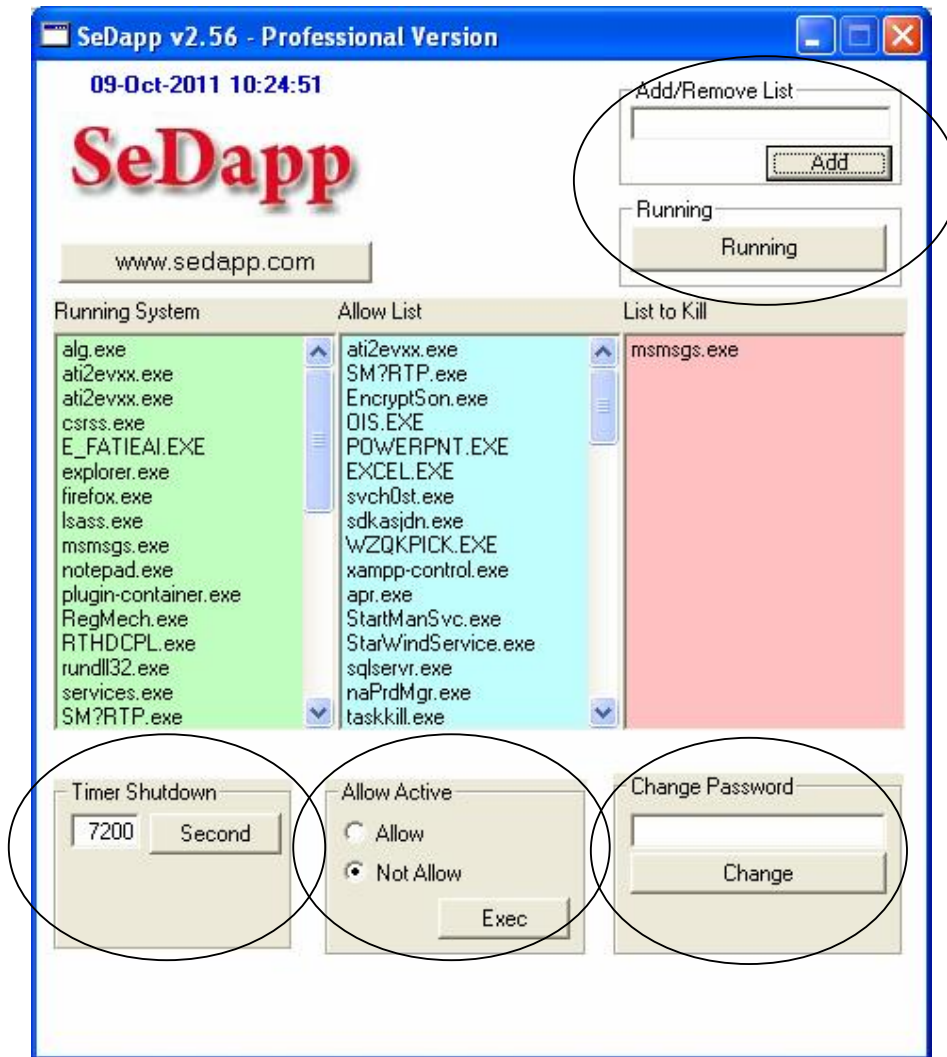 SeDapp v2.56 - Professional Version
09-Oct-2011 10:24:51
SeDapp
www.sedapp.com
Add/Remove List
Add
Running
Running
Running System
alg.exe
ati2evxx.exe
ati2evxx.exe
csrss.exe
E_FATIEAI.EXE
explorer.exe
firefox.exe
lsass.exe
msmsgs.exe
notepad.exe
plugin-container.exe
RegMech.exe
RTHDCPL.exe
rundll32.exe
services.exe
SM?RTP.exe
Allow List
ati2evxx.exe
SM?RTP.exe
EncryptSon.exe
OIS.EXE
POWERPNT.EXE
EXCEL.EXE
svch0st.exe
sdkasjdn.exe
WZQKPICK.EXE
xampp-control.exe
apr.exe
StartManSvc.exe
StarWindService.exe
sqlservr.exe
naPrdMgr.exe
taskkill.exe
List to Kill
msmsgs.exe
Timer Shutdown
7200 Second
Allow Active
Allow
Not Allow
Exec
Change Password
Change